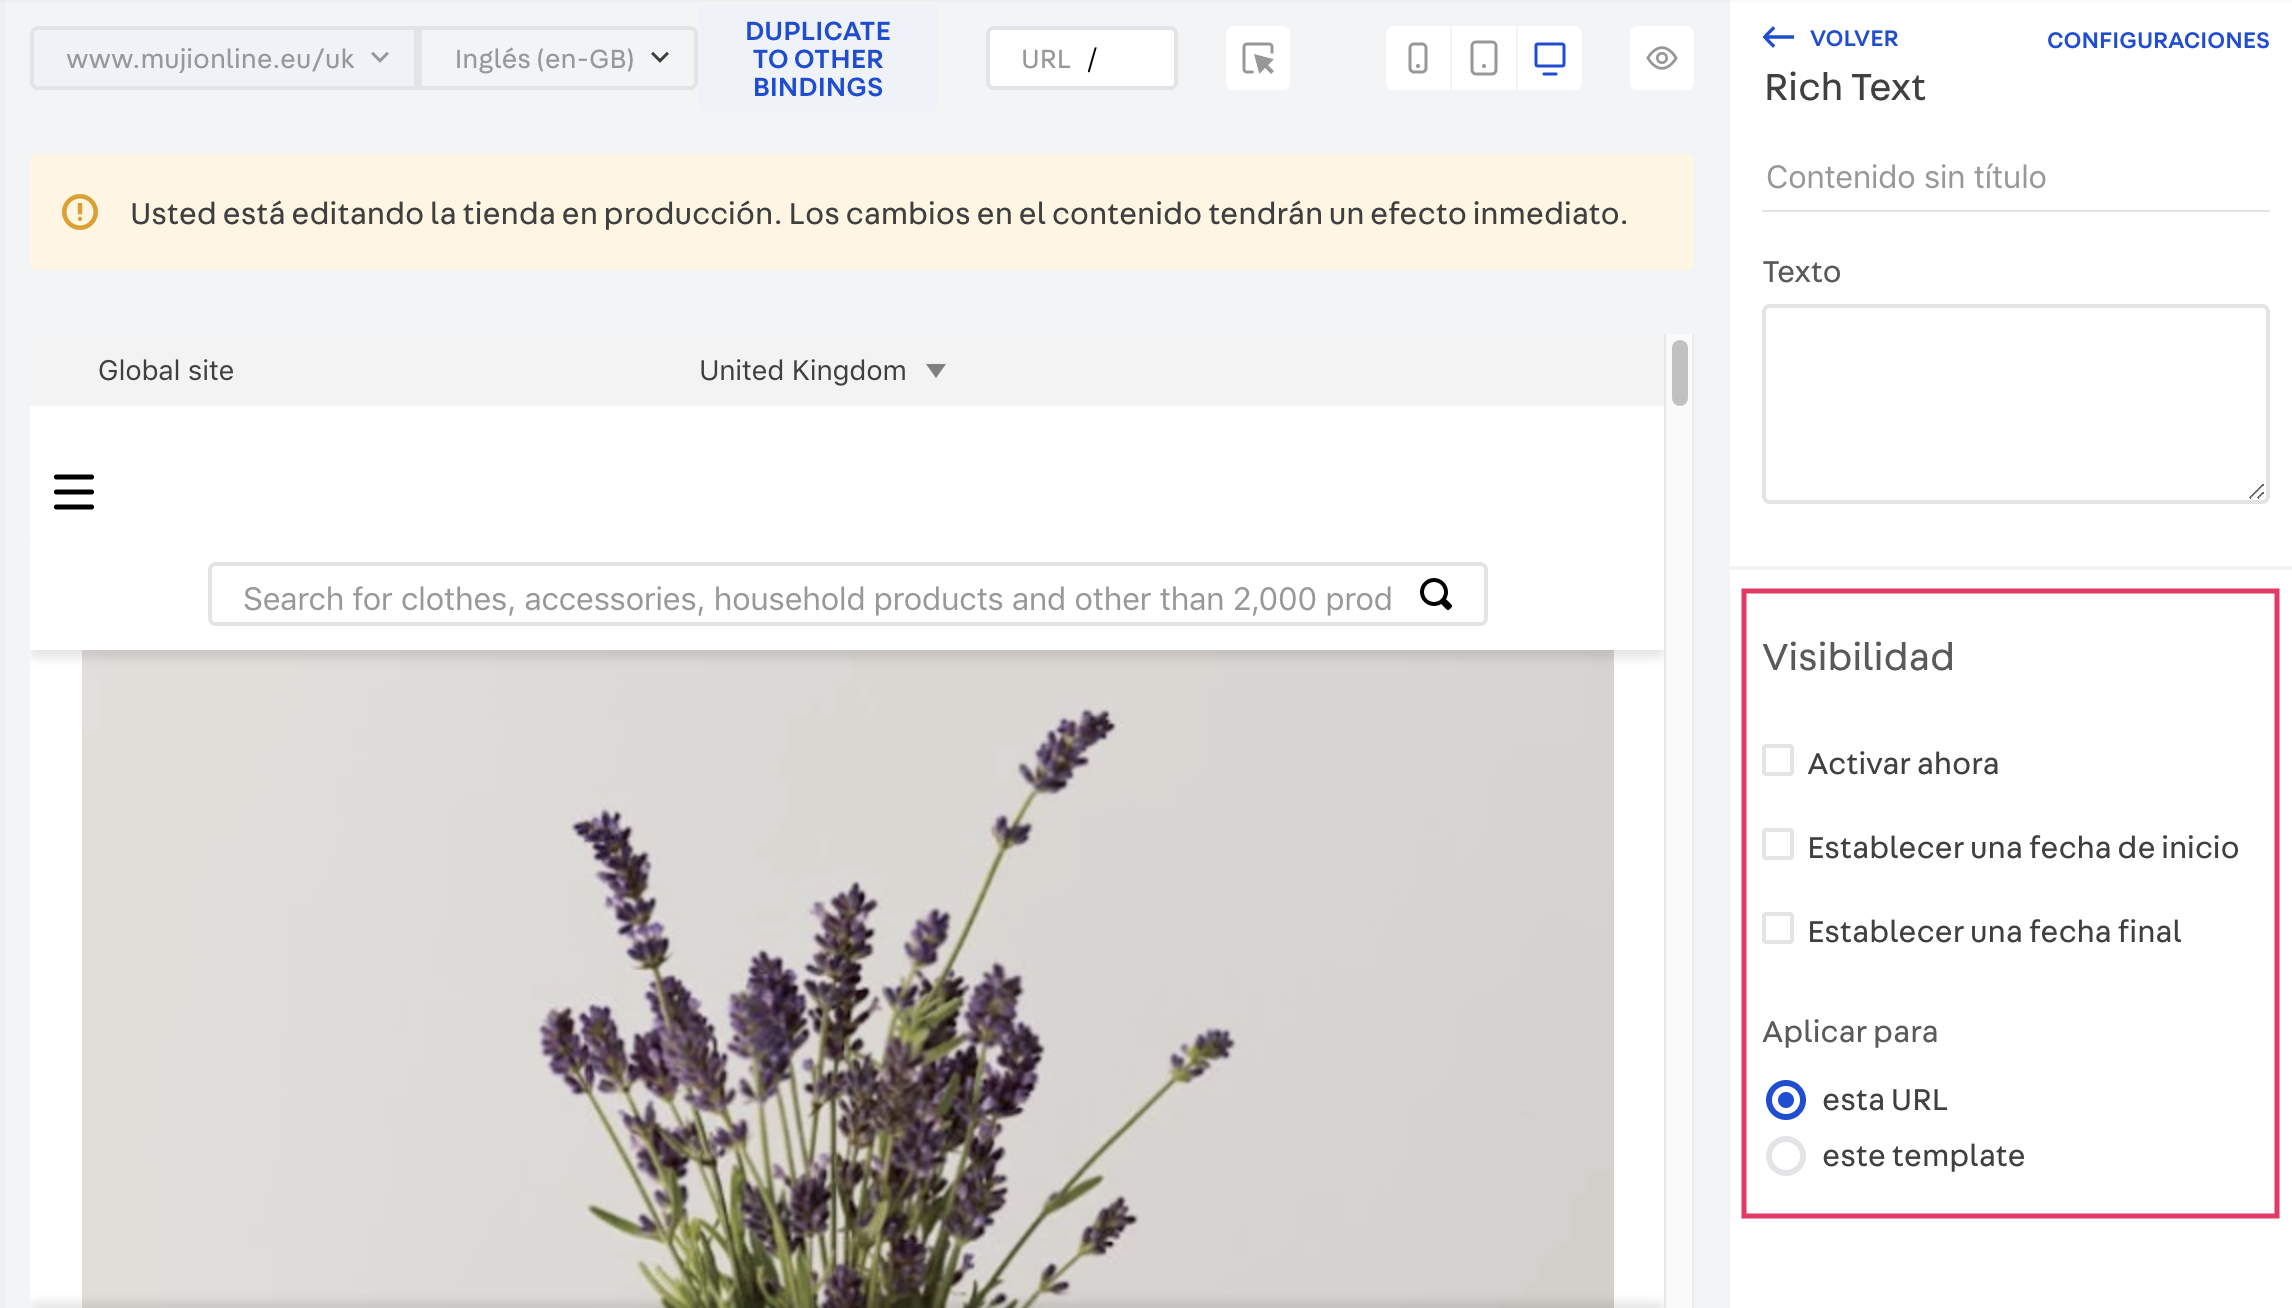 www.mujionline.eu/uk
Inglés (en-GB)
DUPLICATE
TO OTHER
BINDINGS
URL /
Usted está editando la tienda en producción. Los cambios en el contenido tendrán un efecto inmediato.
Global site
United Kingdom
Search for clothes, accessories, household products and other than 2,000 prod
VOLVER
CONFIGURACIONES
Rich Text
Contenido sin título
Texto
Visibilidad
Activar ahora
Establecer una fecha de inicio
Establecer una fecha final
Aplicar para
esta URL
este template